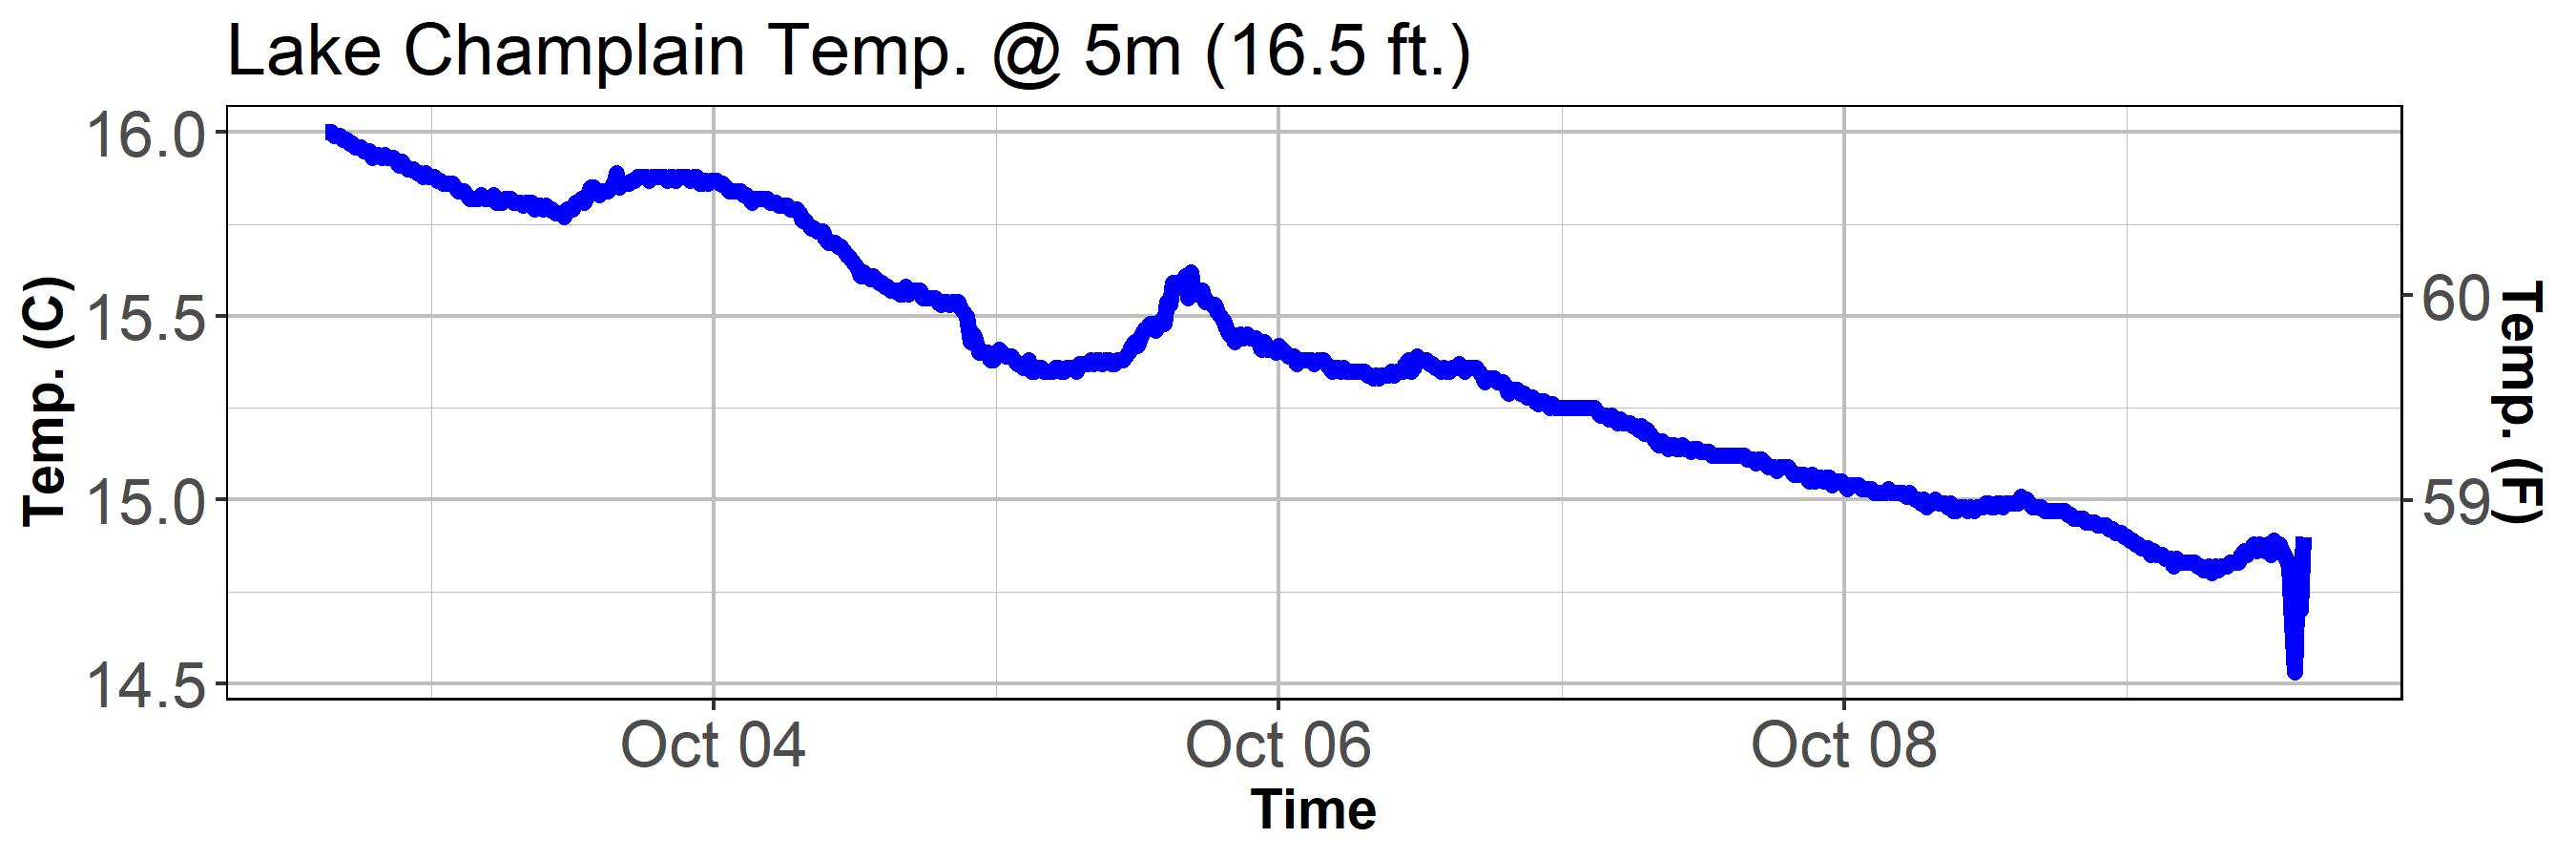 Lake Champlain Temp. @ 5m (16.5 ft.)
16.0
15.5
15.0
14.5
Temp. (C)
60
59
Temp. (F)
Oct 04 Oct 06 Oct 08
Time